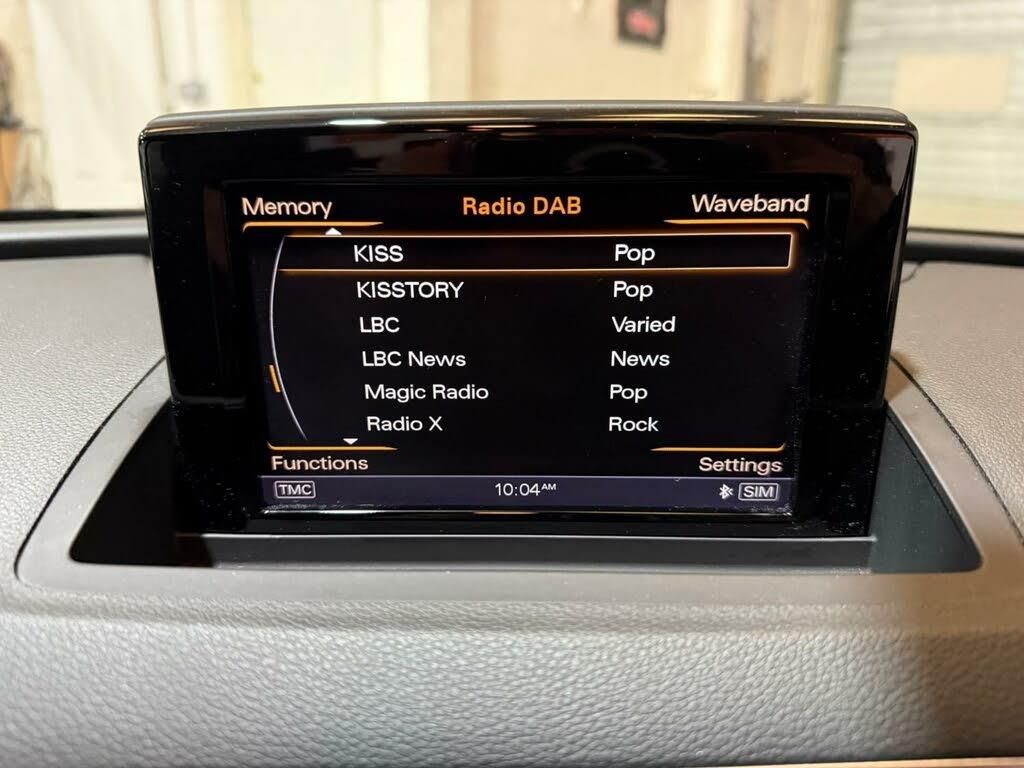 Memory Radio DAB Waveband
KISS Pop
KISSTORY Pop
LBC Varied
LBC News News
Magic Radio Pop
Radio X Rock
Functions Settings
TMC 10:04AM SIM